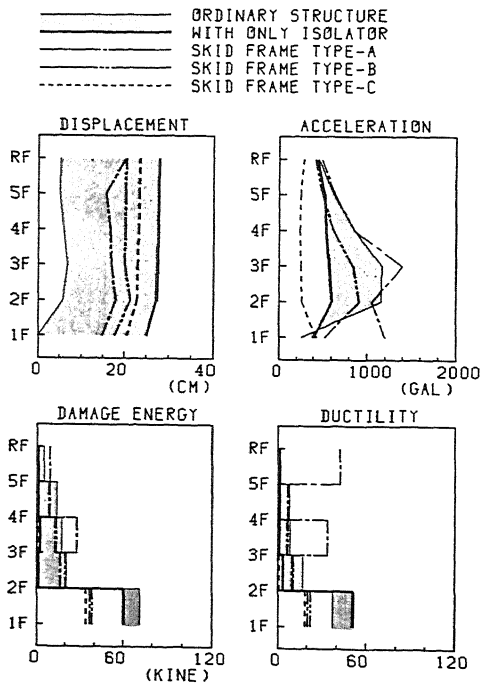 ORDINARY STRUCTURE
WITH ONLY ISOLATOR
SKID FRAME TYPE-A
SKID FRAME TYPE-B
SKID FRAME TYPE-C
DISPLACEMENT
RF
5F
4F
3F
2F
1F
0 20 40
(CM)
ACCELERATION
RF
5F
4F
3F
2F
1F
0 1000 2000
(GAL)
DAMAGE ENERGY
RF
5F
4F
3F
2F
1F
0 60 120
(KINE)
DUCTILITY
RF
5F
4F
3F
2F
1F
0 60 120